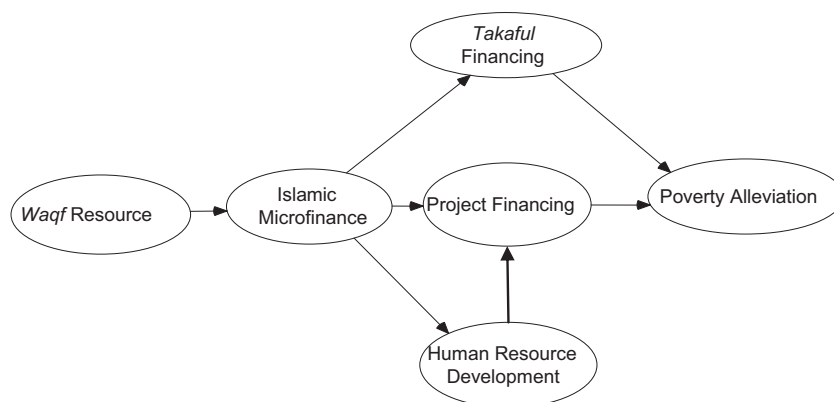 Takaful
Financing
Islamic
Microfinance
Project Financing
Poverty Alleviation
Waqf Resource
Human Resource
Development